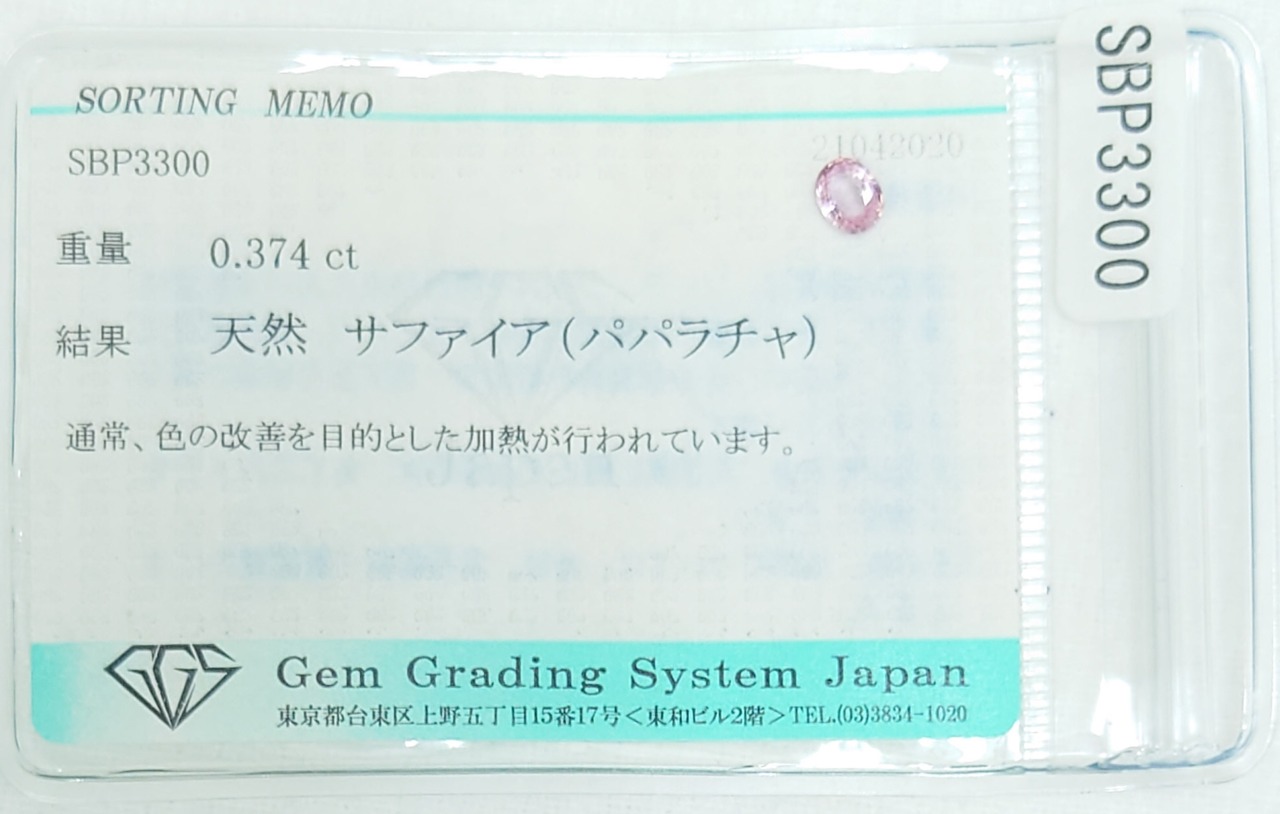 SORTING MEMO
SBP3300
21042020
重量 0.374 ct
結果 天然 サファイア(パパラチャ)
通常、色の改善を目的とした加熱が行われています。
GGS
Gem Grading System Japan
東京都台東区上野五丁目15番17号<東和ビル2階>TEL.(03)3834-1020
SBP3300